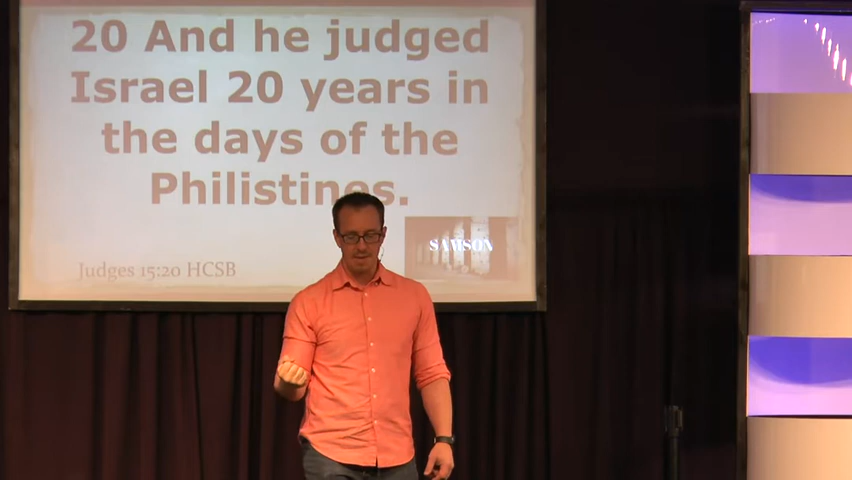 20 And he judged
Israel 20 years in
the days of the
Philistines.
SAMSON
Judges 15:20 HCSB